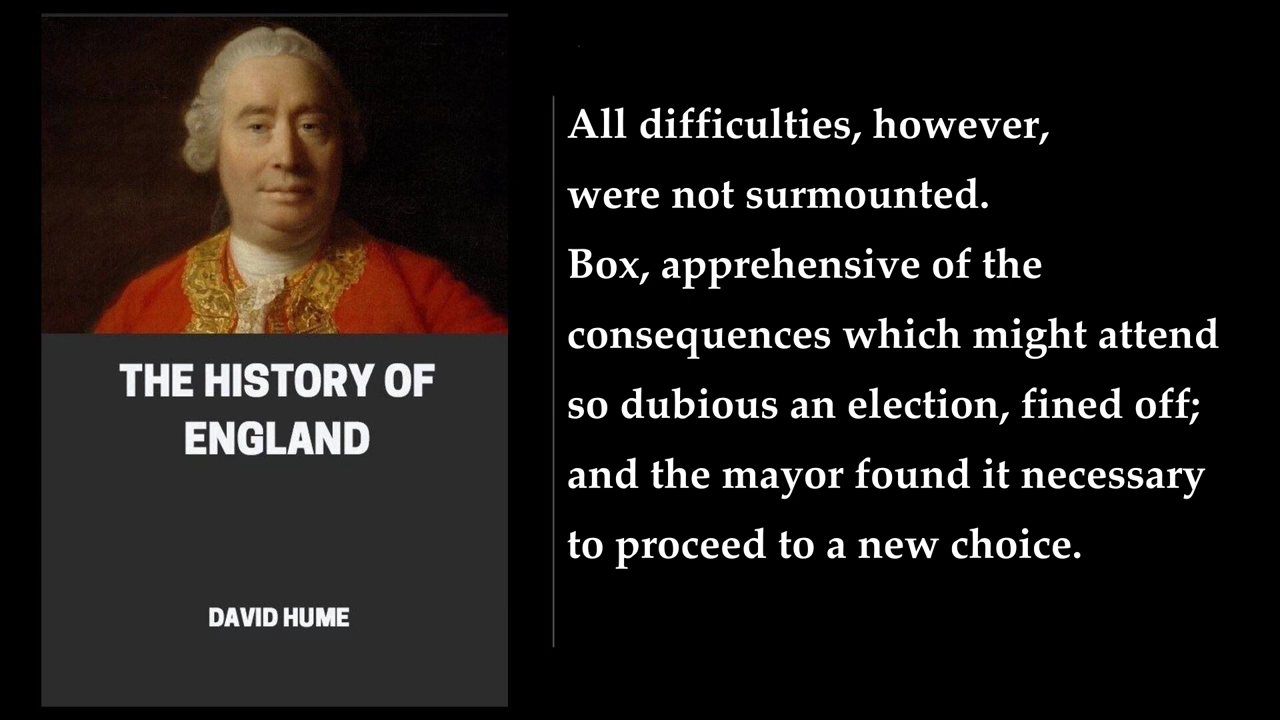 THE HISTORY OF
ENGLAND
DAVID HUME
All difficulties, however,
were not surmounted.
Box, apprehensive of the
consequences which might attend
so dubious an election, fined off;
and the mayor found it necessary
to proceed to a new choice.